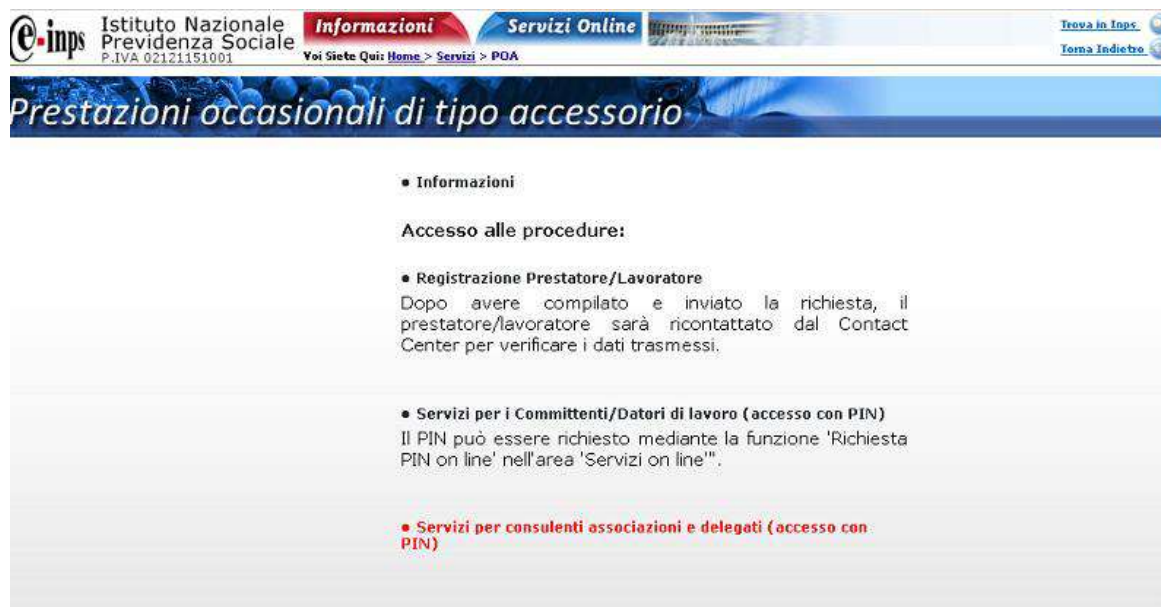 e-inps
Istituto Nazionale
Previdenza Sociale
P.IVA 02121151001
Informazioni
Servizi Online
Voi Siete Qui: Home > Servizi > POA
Trova in Inps
Torna Indietro
Prestazioni occasionali di tipo accessorio
• Informazioni
Accesso alle procedure:
• Registrazione Prestatore/Lavoratore
Dopo avere compilato e inviato la richiesta, il
prestatore/lavoratore sarà ricontattato dal Contact
Center per verificare i dati trasmessi.
• Servizi per i Committenti/Datori di lavoro (accesso con PIN)
Il PIN può essere richiesto mediante la funzione 'Richiesta
PIN on line' nell'area 'Servizi on line'".
• Servizi per consulenti associazioni e delegati (accesso con
PIN)